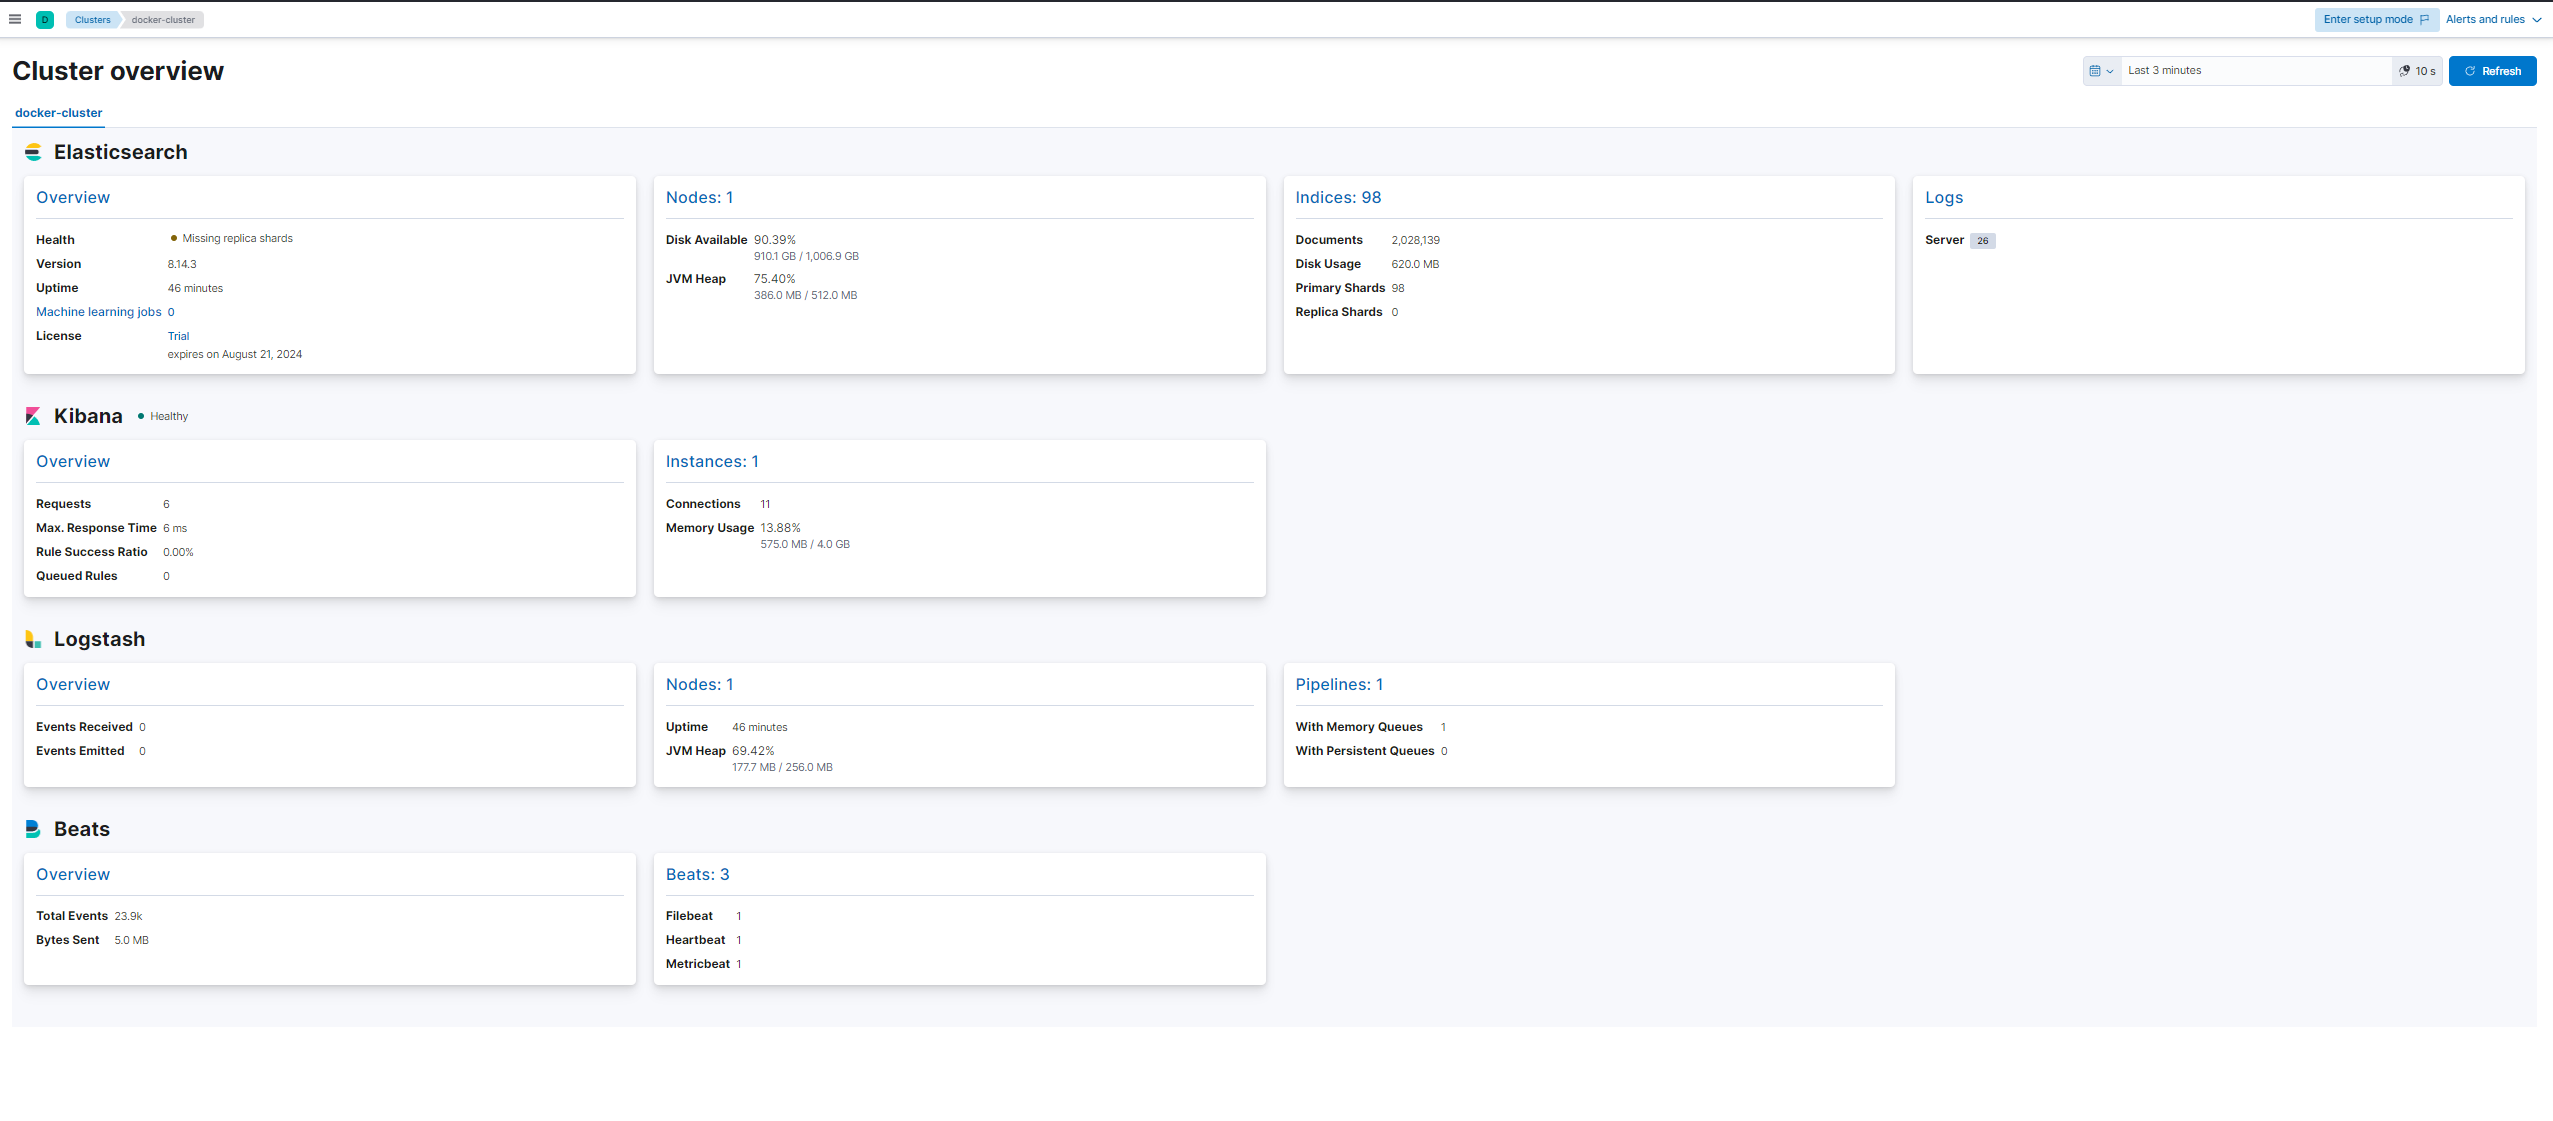 D Clusters docker-cluster Enter setup mode Alerts and rules
Cluster overview
Last 3 minutes 10 s Refresh
docker-cluster
Elasticsearch
Overview
Health Missing replica shards
Version 8.14.3
Uptime 46 minutes
Machine learning jobs 0
License Trial
expires on August 21, 2024
Nodes: 1
Disk Available 90.39%
910.1 GB / 1,006.9 GB
JVM Heap 75.40%
386.0 MB / 512.0 MB
Indices: 98
Documents 2,028,139
Disk Usage 620.0 MB
Primary Shards 98
Replica Shards 0
Logs
Server 26
Kibana Healthy
Overview
Requests 6
Max. Response Time 6 ms
Rule Success Ratio 0.00%
Queued Rules 0
Instances: 1
Connections 11
Memory Usage 13.88%
575.0 MB / 4.0 GB
Logstash
Overview
Events Received 0
Events Emitted 0
Nodes: 1
Uptime 46 minutes
JVM Heap 69.42%
177.7 MB / 256.0 MB
Pipelines: 1
With Memory Queues 1
With Persistent Queues 0
Beats
Overview
Total Events 23.9k
Bytes Sent 5.0 MB
Beats: 3
Filebeat 1
Heartbeat 1
Metricbeat 1